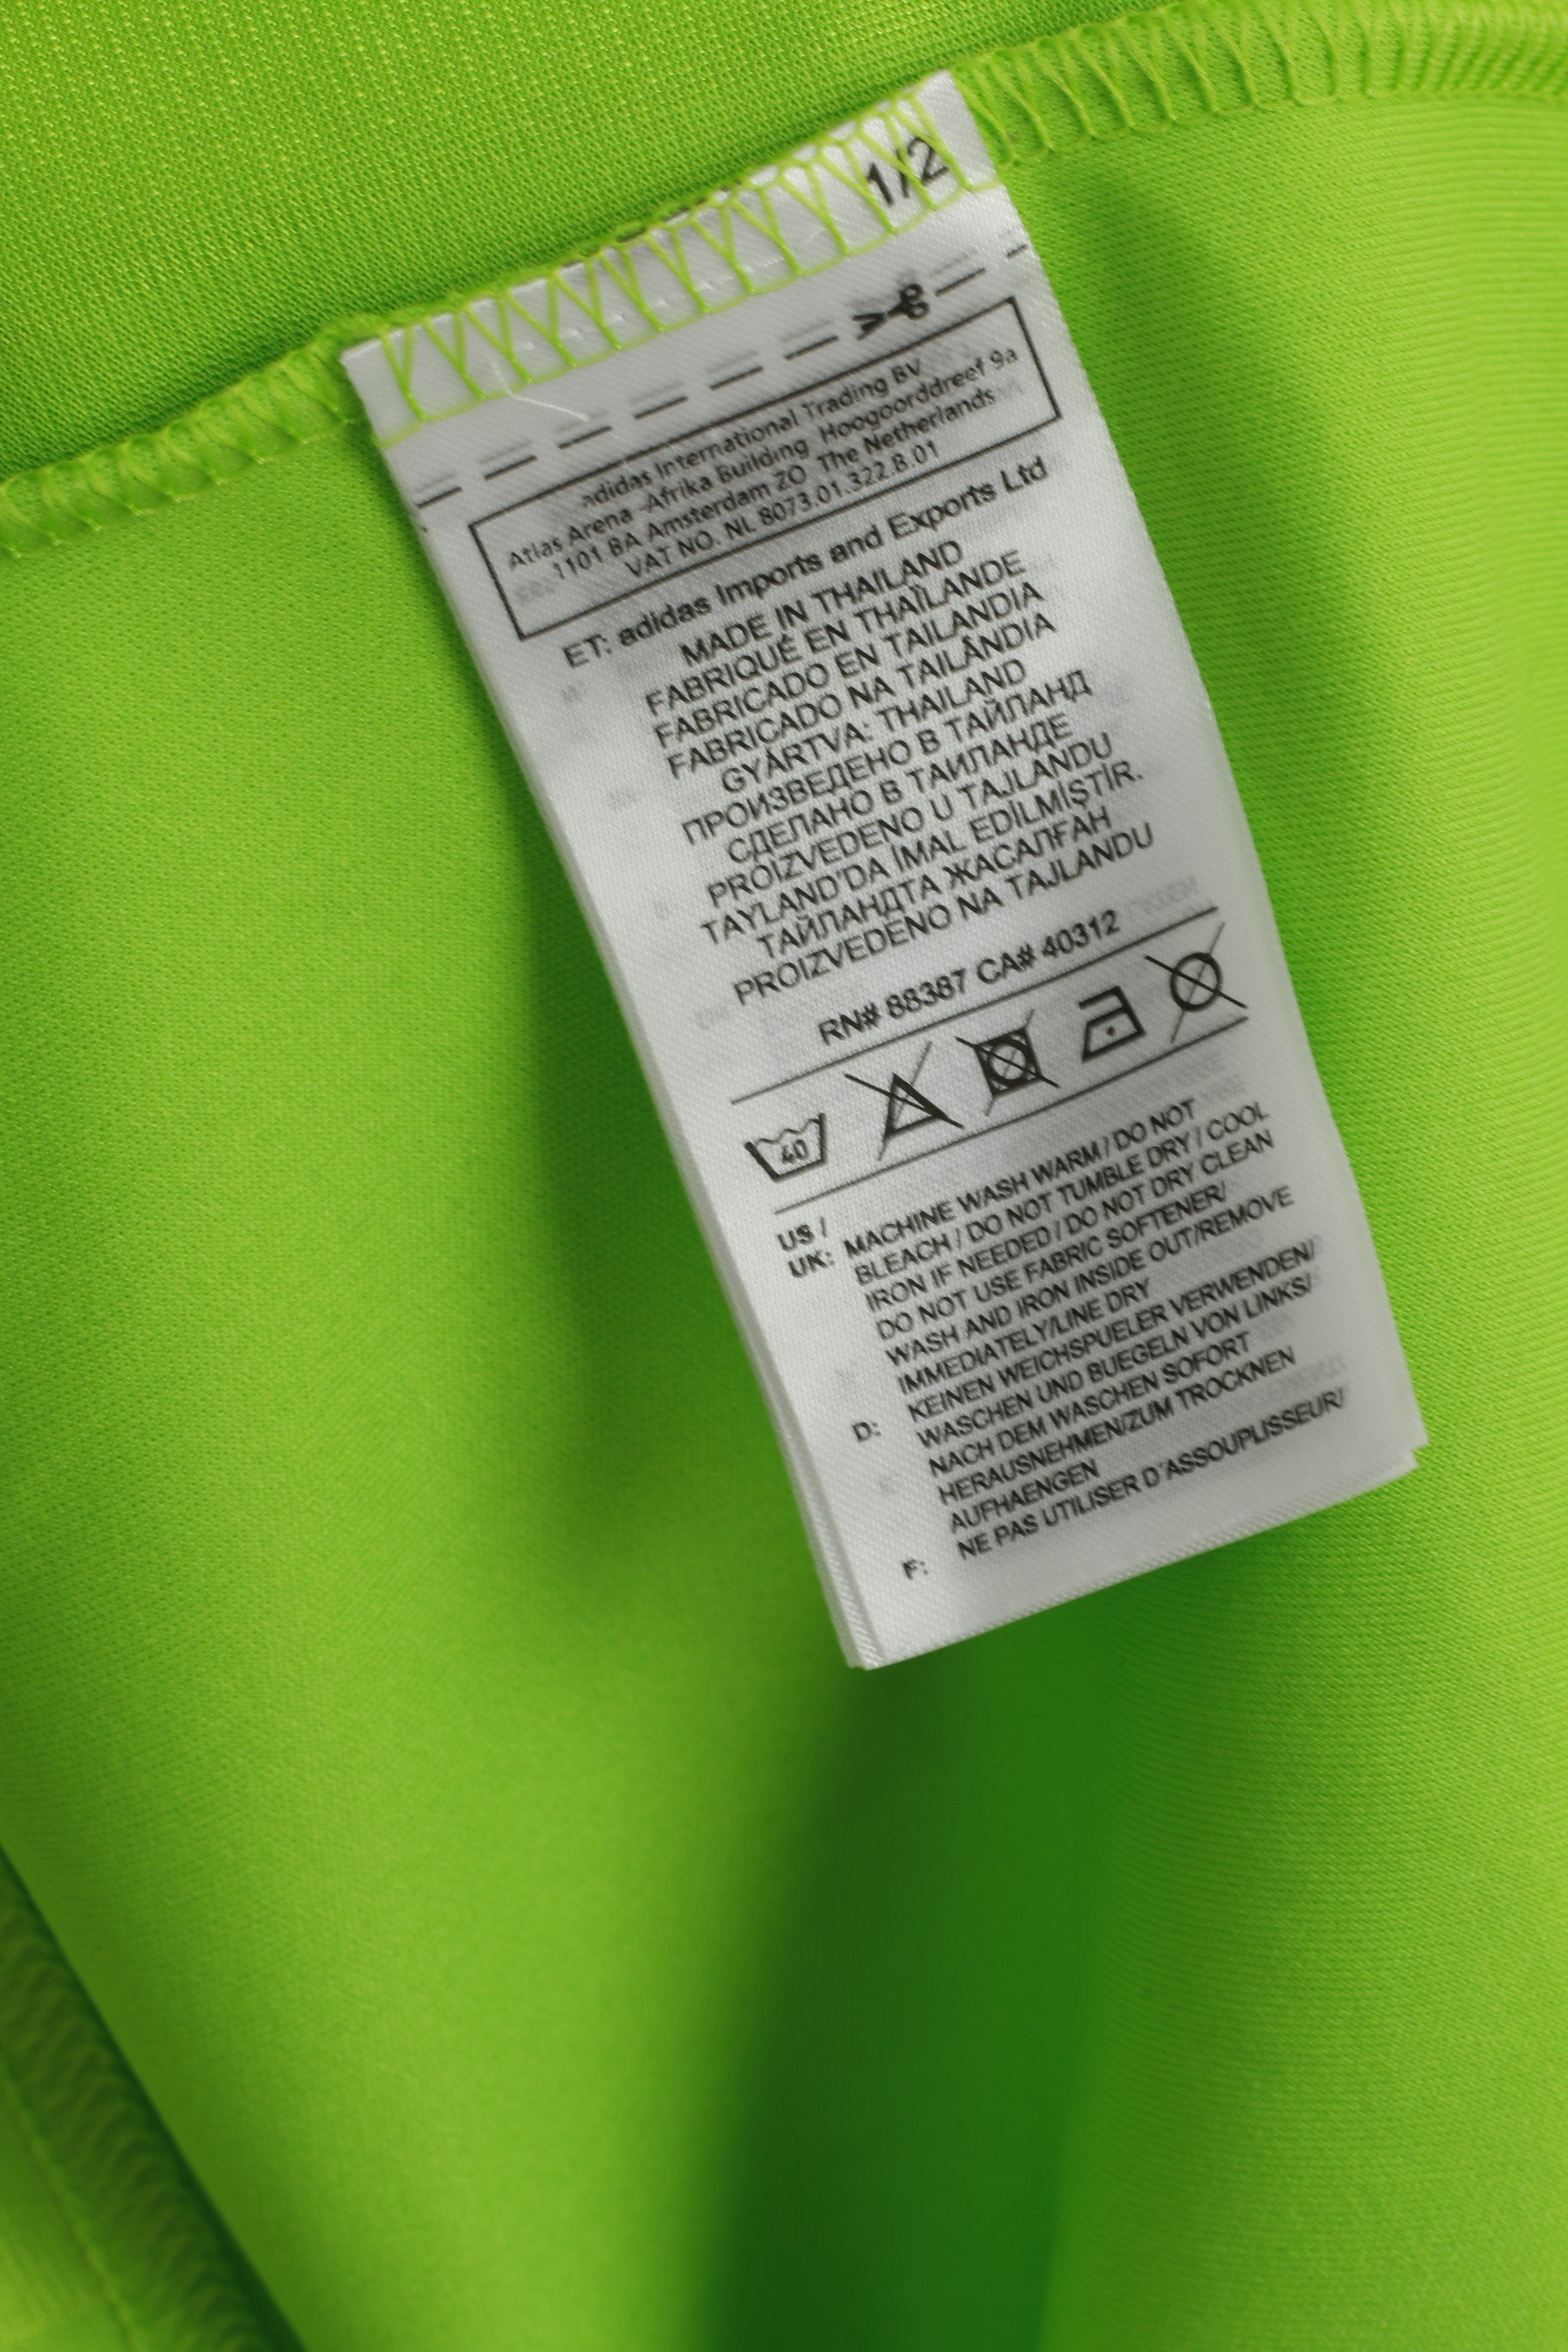 1/2
adidas International Trading BV
Atlas Arena -Afrika Building Hoogoorddreef 9a
1101 BA Amsterdam ZO The Netherlands
VAT NO. NL 8073.01.322.B.01
ET: adidas Imports and Exports Ltd
MADE IN THAILAND
FABRIQUÉ EN THAÏLANDE
FABRICADO EN TAILANDIA
FABRICADO NA TAILÂNDIA
GYÁRTVA: THAILAND
ПРОИЗВЕДЕНО В ТАЙЛАНД
СДЕЛАНО В ТАИЛАНДЕ
PROIZVEDENO U TAJLANDU
TAYLAND'DA İMAL EDİLMİŞTİR.
ТАЙЛАНДТА ЖАСАЛҒАН
PROIZVEDENO NA TAJLANDU
RN# 88387 CA# 40312
40
US / MACHINE WASH WARM / DO NOT
UK: BLEACH / DO NOT TUMBLE DRY / COOL
IRON IF NEEDED / DO NOT DRY CLEAN
DO NOT USE FABRIC SOFTENER/
WASH AND IRON INSIDE OUT/REMOVE
IMMEDIATELY/LINE DRY
D: KEINEN WEICHSPUELER VERWENDEN/
WASCHEN UND BUEGELN VON LINKS/
NACH DEM WASCHEN SOFORT
HERAUSNEHMEN/ZUM TROCKNEN
AUFHAENGEN
F: NE PAS UTILISER D'ASSOUPLISSEUR/